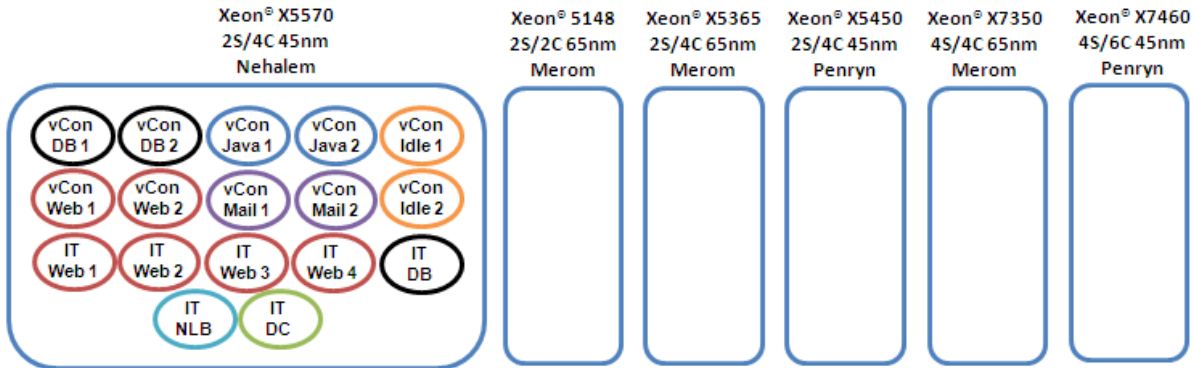 Xeon® X5570
2S/4C 45nm
Nehalem
Xeon® 5148
2S/2C 65nm
Merom
Xeon® X5365
2S/4C 65nm
Merom
Xeon® X5450
2S/4C 45nm
Penryn
Xeon® X7350
4S/4C 65nm
Merom
Xeon® X7460
4S/6C 45nm
Penryn
vCon
DB 1
vCon
DB 2
vCon
Java 1
vCon
Java 2
vCon
Idle 1
vCon
Web 1
vCon
Web 2
vCon
Mail 1
vCon
Mail 2
vCon
Idle 2
IT
Web 1
IT
Web 2
IT
Web 3
IT
Web 4
IT
DB
IT
NLB
IT
DC